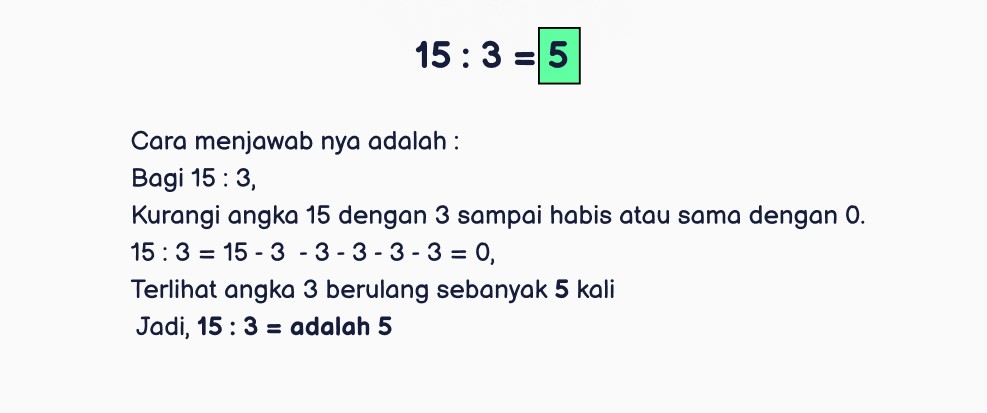 15 : 3 = 5
Cara menjawab nya adalah :
Bagi 15 : 3,
Kurangi angka 15 dengan 3 sampai habis atau sama dengan 0.
15 : 3 = 15 - 3  - 3 - 3 - 3 - 3 = 0,
Terlihat angka 3 berulang sebanyak 5 kali
Jadi, 15 : 3 = adalah 5